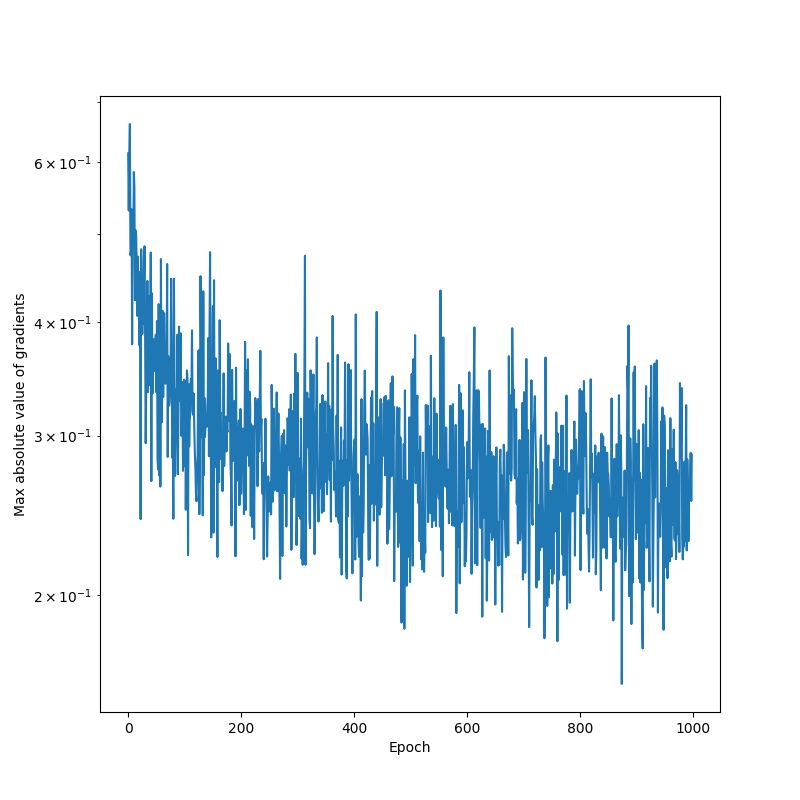 Max absolute value of gradients
6 × 10⁻¹
4 × 10⁻¹
3 × 10⁻¹
2 × 10⁻¹
0 200 400 600 800 1000
Epoch